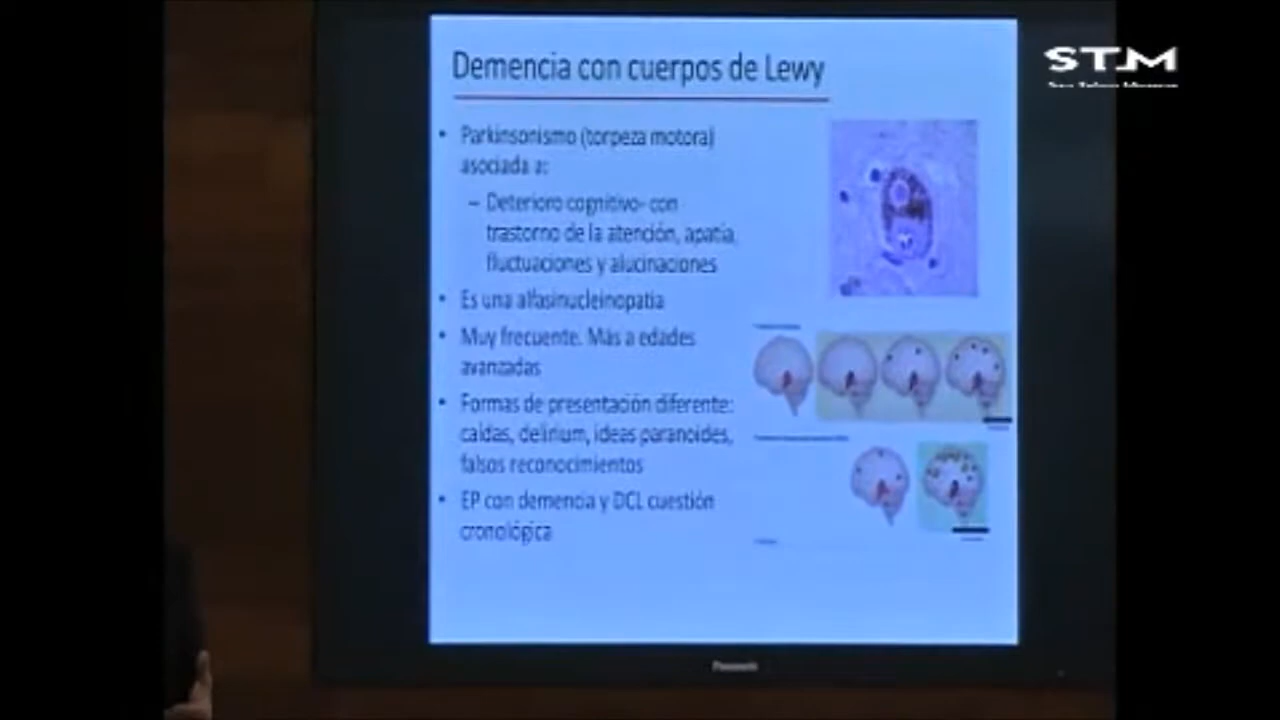 Demencia con cuerpos de Lewy
STM
• Parkinsonismo (torpeza motora)
asociada a:
– Deterioro cognitivo- con
trastorno de la atención, apatía,
fluctuaciones y alucinaciones
• Es una alfasinucleinopatia
• Muy frecuente. Más a edades
avanzadas
• Formas de presentación diferente:
caídas, delirium, ideas paranoides,
falsos reconocimientos
• EP con demencia y DCL cuestión
cronológica
Panasonic